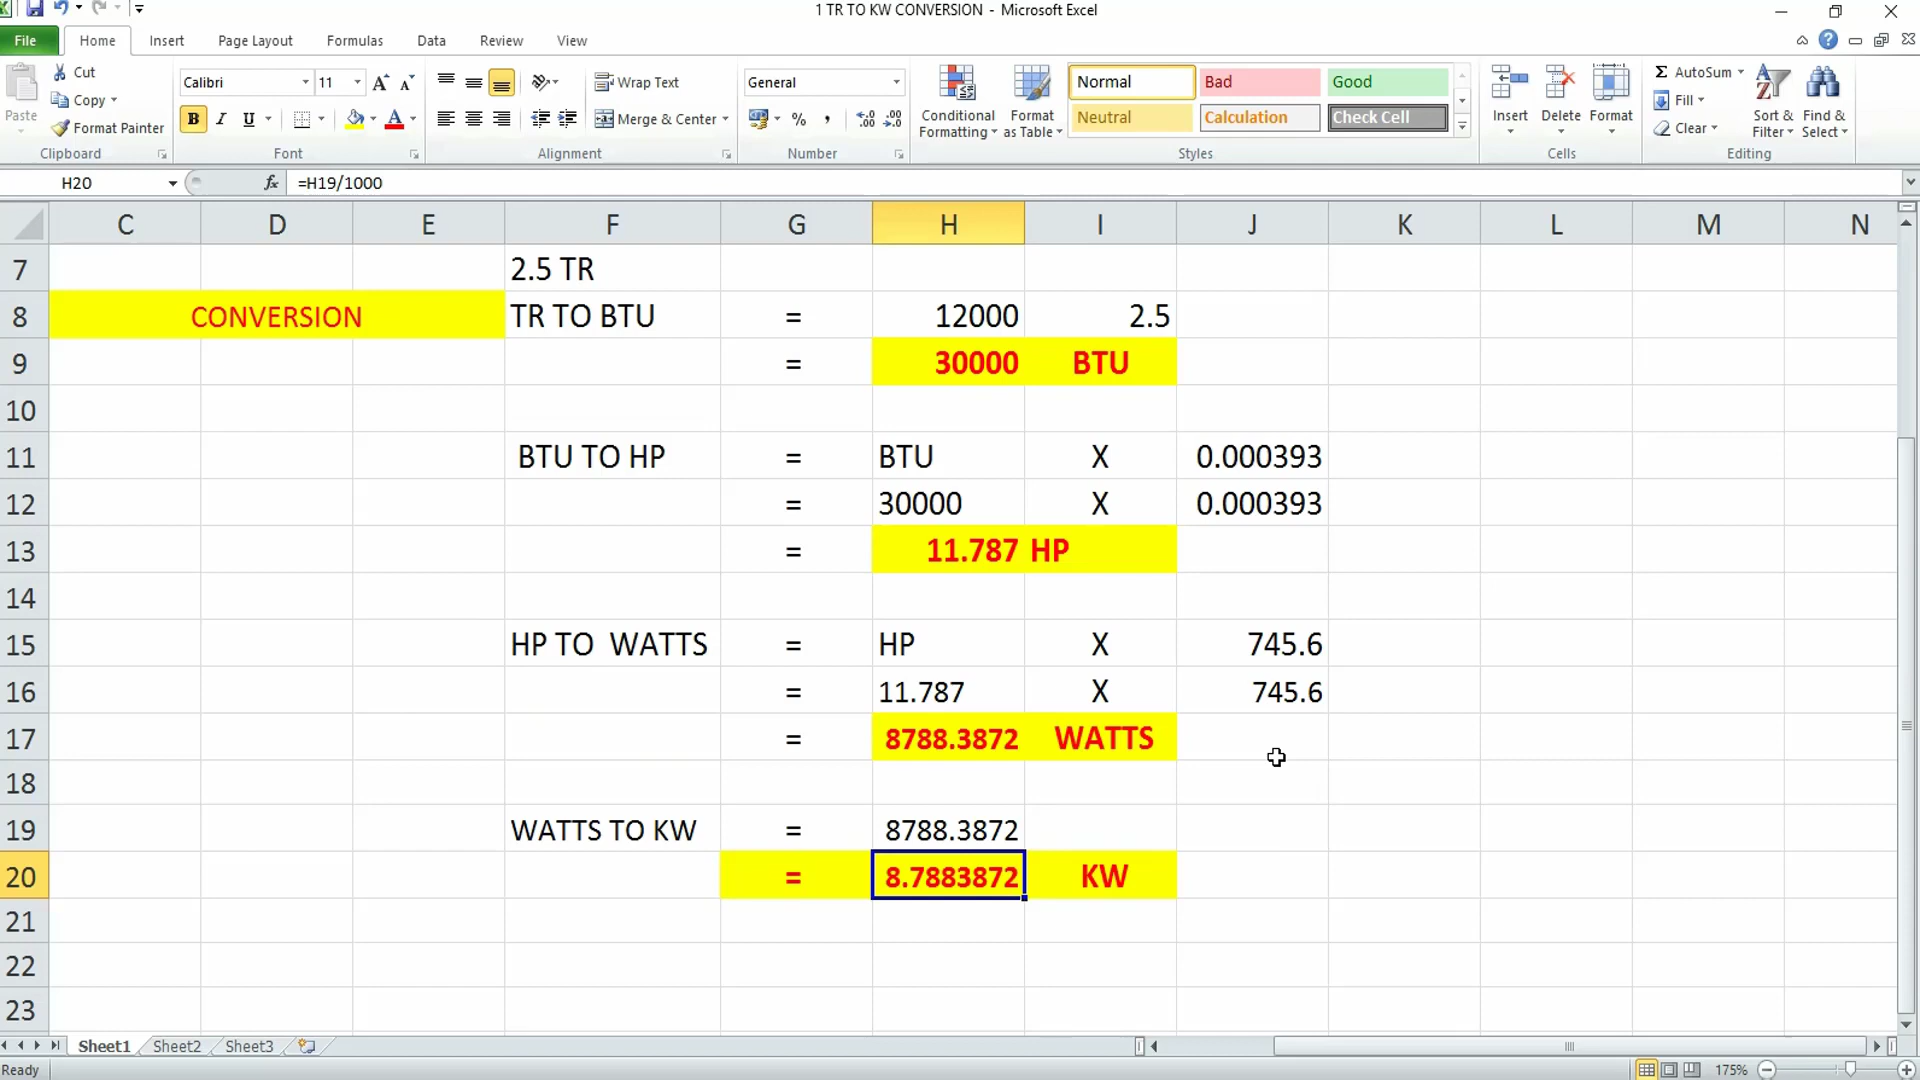 1 TR TO KW CONVERSION - Microsoft Excel
File Home Insert Page Layout Formulas Data Review View
Paste
Cut
Copy
Format Painter
Clipboard
Calibri 11
B I U
Font
Wrap Text
Merge & Center
Alignment
General
% ,
Number
Conditional Formatting
Format as Table
Normal Bad Good
Neutral Calculation Check Cell
Styles
Insert Delete Format
Cells
Σ AutoSum
Fill
Clear
Sort & Filter
Find & Select
Editing
H20 fx =H19/1000
C D E F G H I J K L M N
7 2.5 TR
8 CONVERSION TR TO BTU = 12000 2.5
9 = 30000 BTU
10
11 BTU TO HP = BTU X 0.000393
12 = 30000 X 0.000393
13 = 11.787 HP
14
15 HP TO WATTS = HP X 745.6
16 = 11.787 X 745.6
17 = 8788.3872 WATTS
18
19 WATTS TO KW = 8788.3872
20 = 8.7883872 KW
21
22
23
Sheet1 Sheet2 Sheet3
Ready 175%